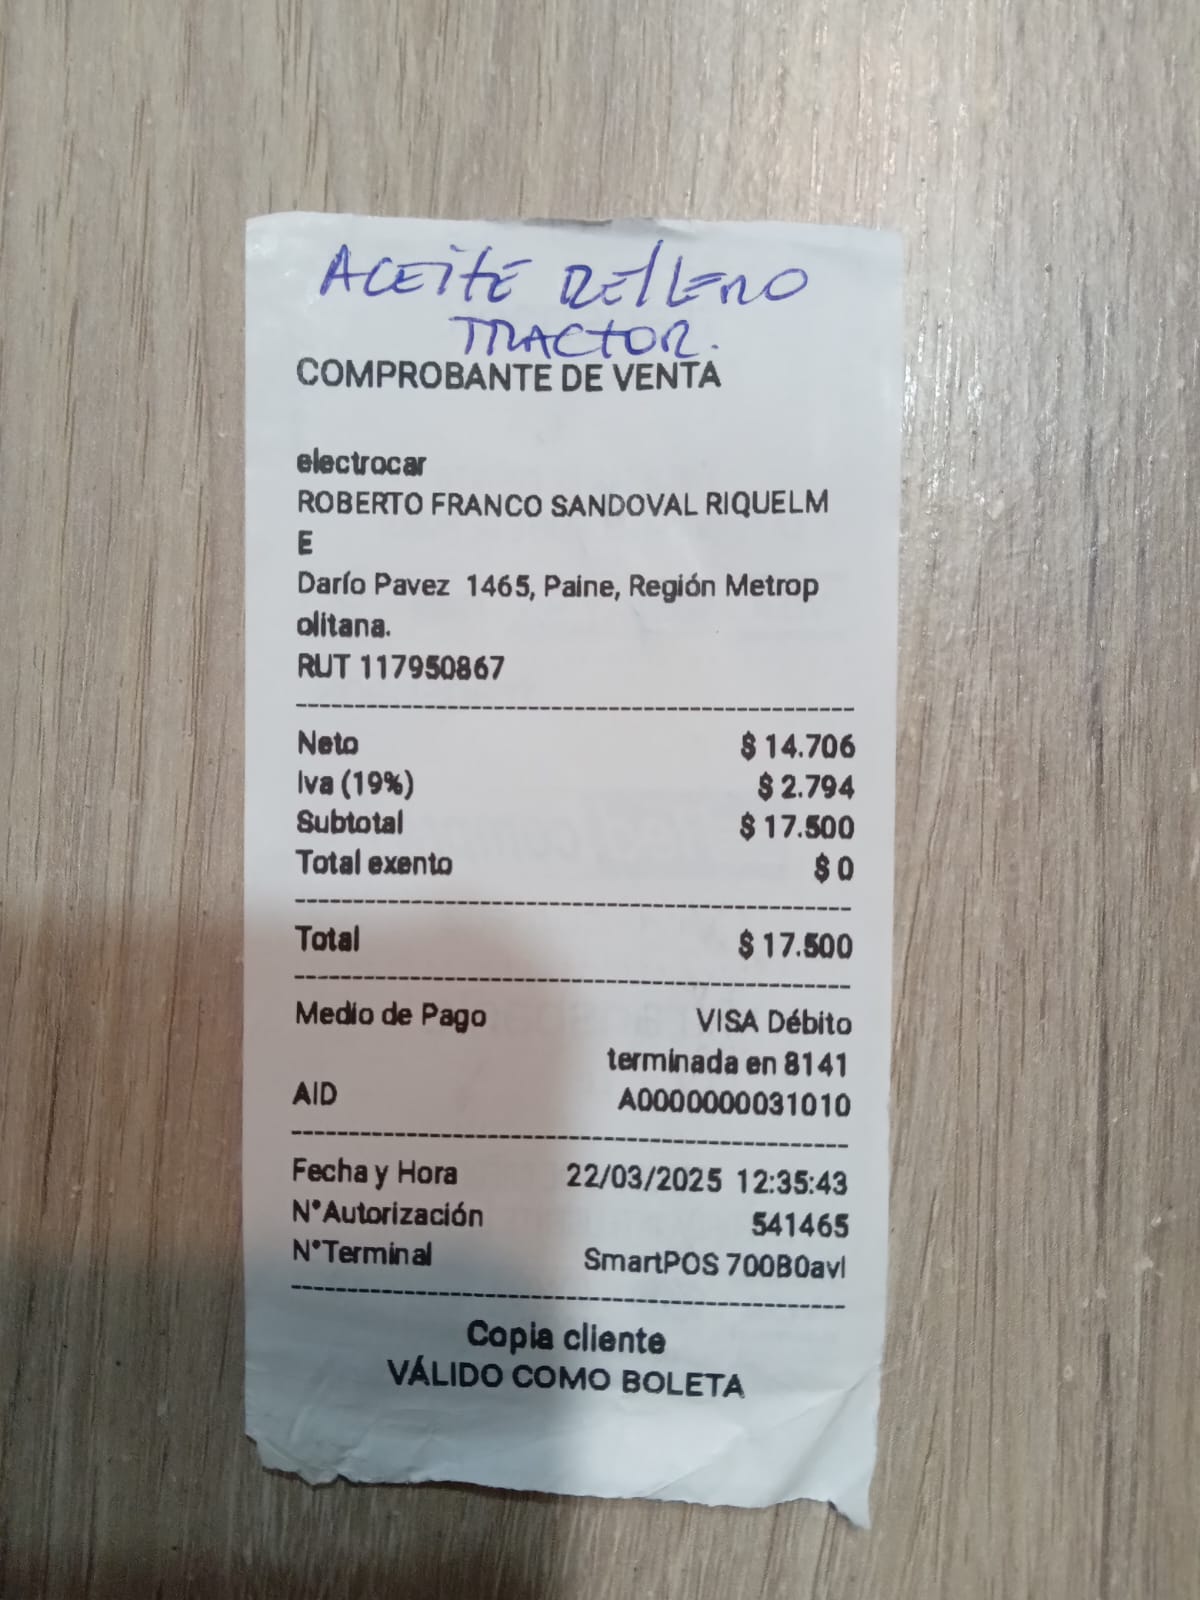 ACEITE RELLENO
TRACTOR.
COMPROBANTE DE VENTA
electrocar
ROBERTO FRANCO SANDOVAL RIQUELM
E
Darío Pavez 1465, Paine, Región Metrop
olitana.
RUT 117950867
Neto $ 14.706
Iva (19%) $ 2.794
Subtotal $ 17.500
Total exento $ 0
Total $ 17.500
Medio de Pago VISA Débito
terminada en 8141
AID A0000000031010
Fecha y Hora 22/03/2025 12:35:43
N°Autorización 541465
N°Terminal SmartPOS 700B0avl
Copia cliente
VÁLIDO COMO BOLETA